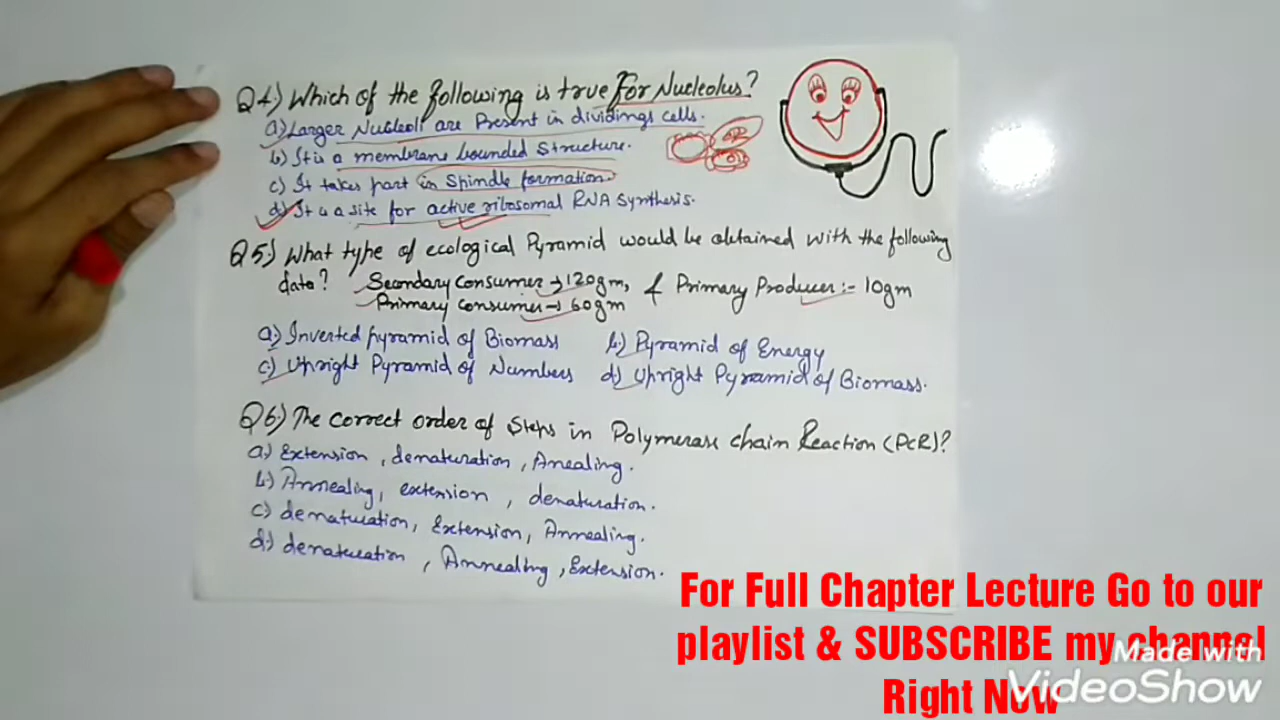 Q4) Which of the following is true for Nucleolus?
a) Larger Nucleoli are Present in dividings cells.
b) It is a membrane bounded Structure.
c) It takes part in Spindle formation.
d) It is a site for active ribosomal RNA synthesis.
Q5) What type of ecological Pyramid would be obtained with the following
data? Secondary Consumer → 120gm, & Primary Producer :- 10gm
Primary Consumer → 60gm
a) Inverted pyramid of Biomass b) Pyramid of Energy
c) Upright Pyramid of Numbers d) Upright Pyramid of Biomass.
Q6) The correct order of Steps in Polymerase chain Reaction (PCR)?
a) Extension, denaturation, Anealing.
b) Annealing, extension, denaturation.
c) denaturation, Extension, Annealing.
d) denaturation, Annealing, Extension.
For Full Chapter Lecture Go to our
playlist & SUBSCRIBE my channel
Right Now
Made with
VideoShow